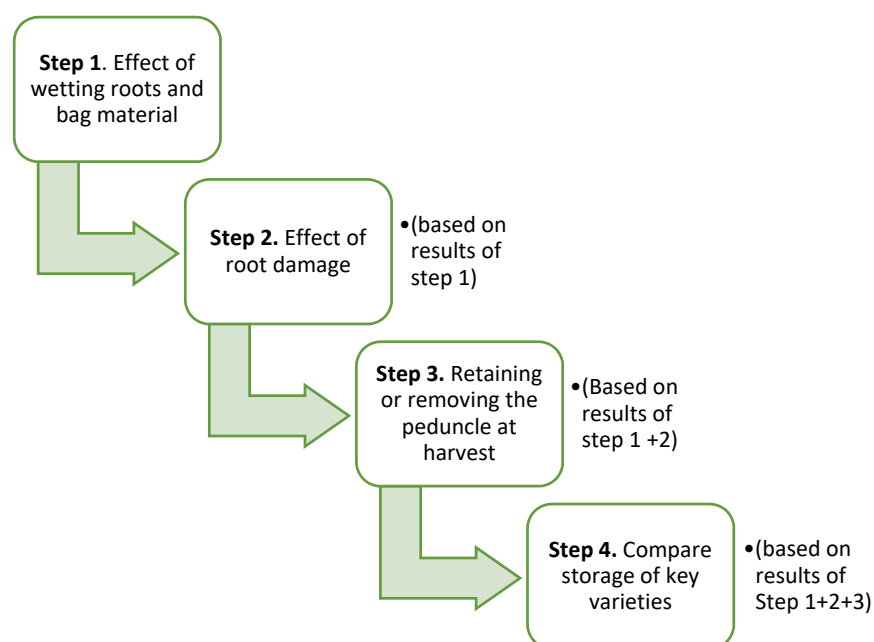 Step 1. Effect of
wetting roots and
bag material
Step 2. Effect of
root damage
•(based on
results of
step 1)
Step 3. Retaining
or removing the
peduncle at
harvest
•(Based on
results of
step 1 +2)
Step 4. Compare
storage of key
varieties
•(based on
results of
Step 1+2+3)